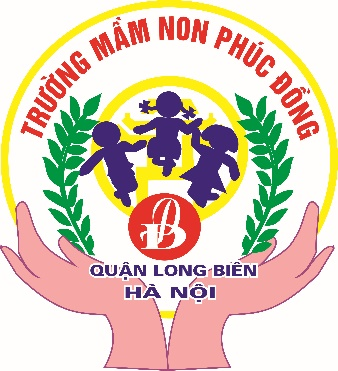 TRƯỜNG MẦM NON PHÚC ĐỒNG
QUẬN LONG BIÊN
HÀ NỘI